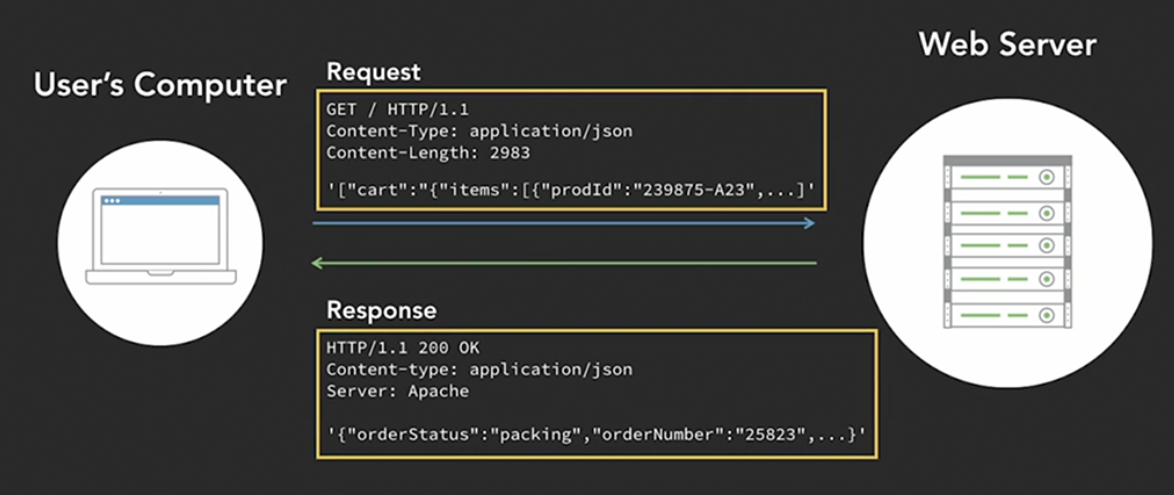 User's Computer
Request
GET / HTTP/1.1
Content-Type: application/json
Content-Length: 2983
'["cart":"{"items":[{"prodId":"239875-A23",...]'
Web Server
Response
HTTP/1.1 200 OK
Content-type: application/json
Server: Apache
'{"orderStatus":"packing","orderNumber":"25823",...}'